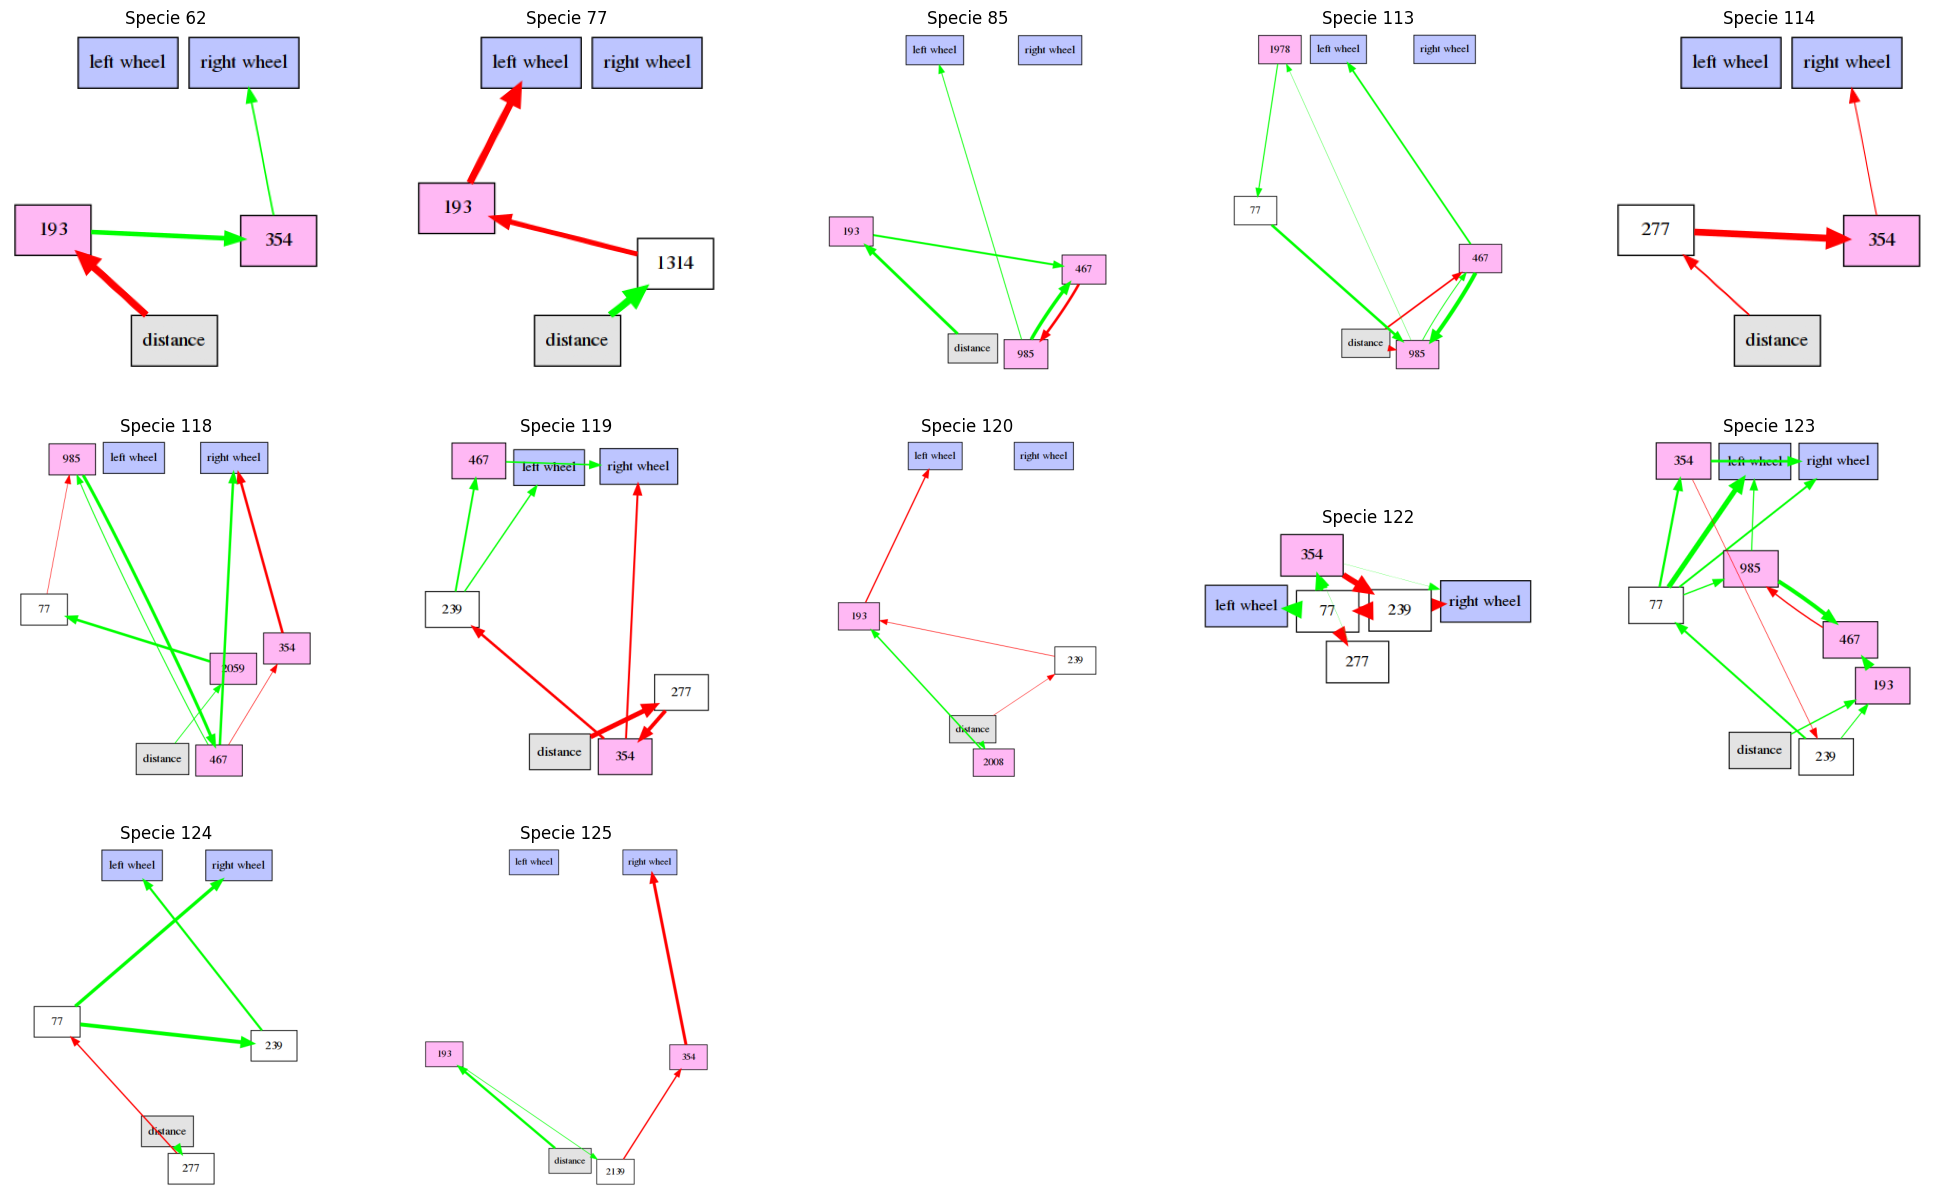 Specie 62
left wheel
right wheel
193
354
distance
Specie 77
left wheel
right wheel
193
1314
distance
Specie 85
left wheel
right wheel
193
467
distance
985
Specie 113
1978
left wheel
right wheel
77
467
distance
985
Specie 114
left wheel
right wheel
277
354
distance
Specie 118
985
left wheel
right wheel
77
354
2059
distance
467
Specie 119
467
left wheel
right wheel
239
277
distance
354
Specie 120
left wheel
right wheel
193
239
distance
2008
Specie 122
354
left wheel
77
239
right wheel
277
Specie 123
354
left wheel
right wheel
985
77
467
193
distance
239
Specie 124
left wheel
right wheel
77
239
distance
277
Specie 125
left wheel
right wheel
193
354
distance
2139